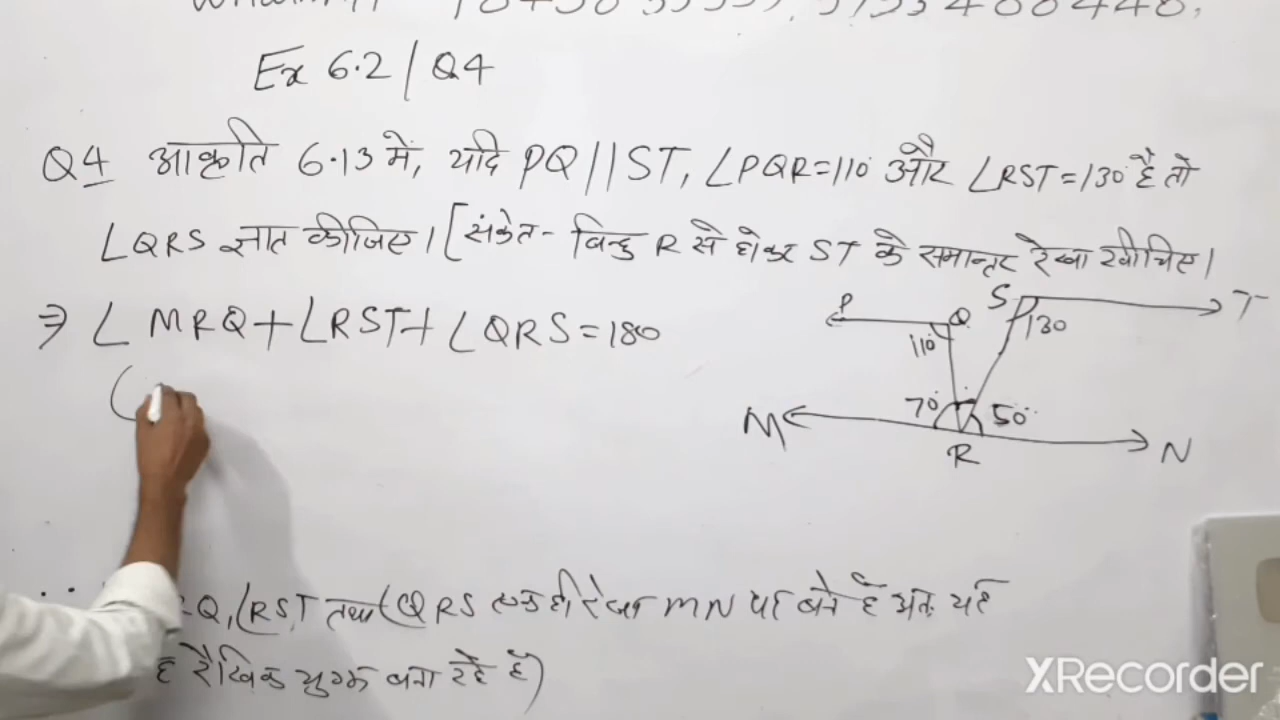 Ex 6.2 / Q4
Q4 आकृति 6.13 में, यदि PQ || ST, ∠PQR = 110° और ∠RST = 130° है तो
∠QRS ज्ञात कीजिए। [संकेत - बिन्दु R से होकर ST के समान्तर रेखा खीचिए।
⇒ ∠MRQ + ∠RST + ∠QRS = 180
(
P Q S T
110° 130
70° 50°
M R N
Q, ∠RST, तथा ∠QRS एक ही रेखा MN पर बने है अतः यह
है रैखिक युग्म बना रहे है)
XRecorder